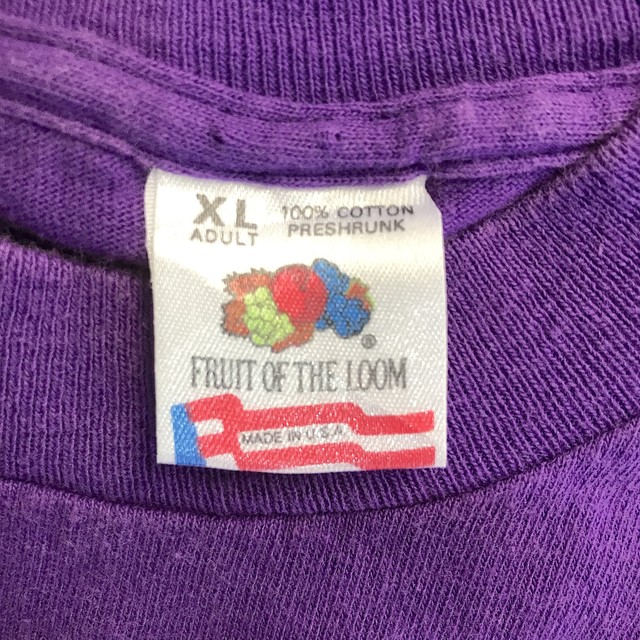 XL 100% COTTON
ADULT PRESHRUNK
®
FRUIT OF THE LOOM
MADE IN U.S.A.